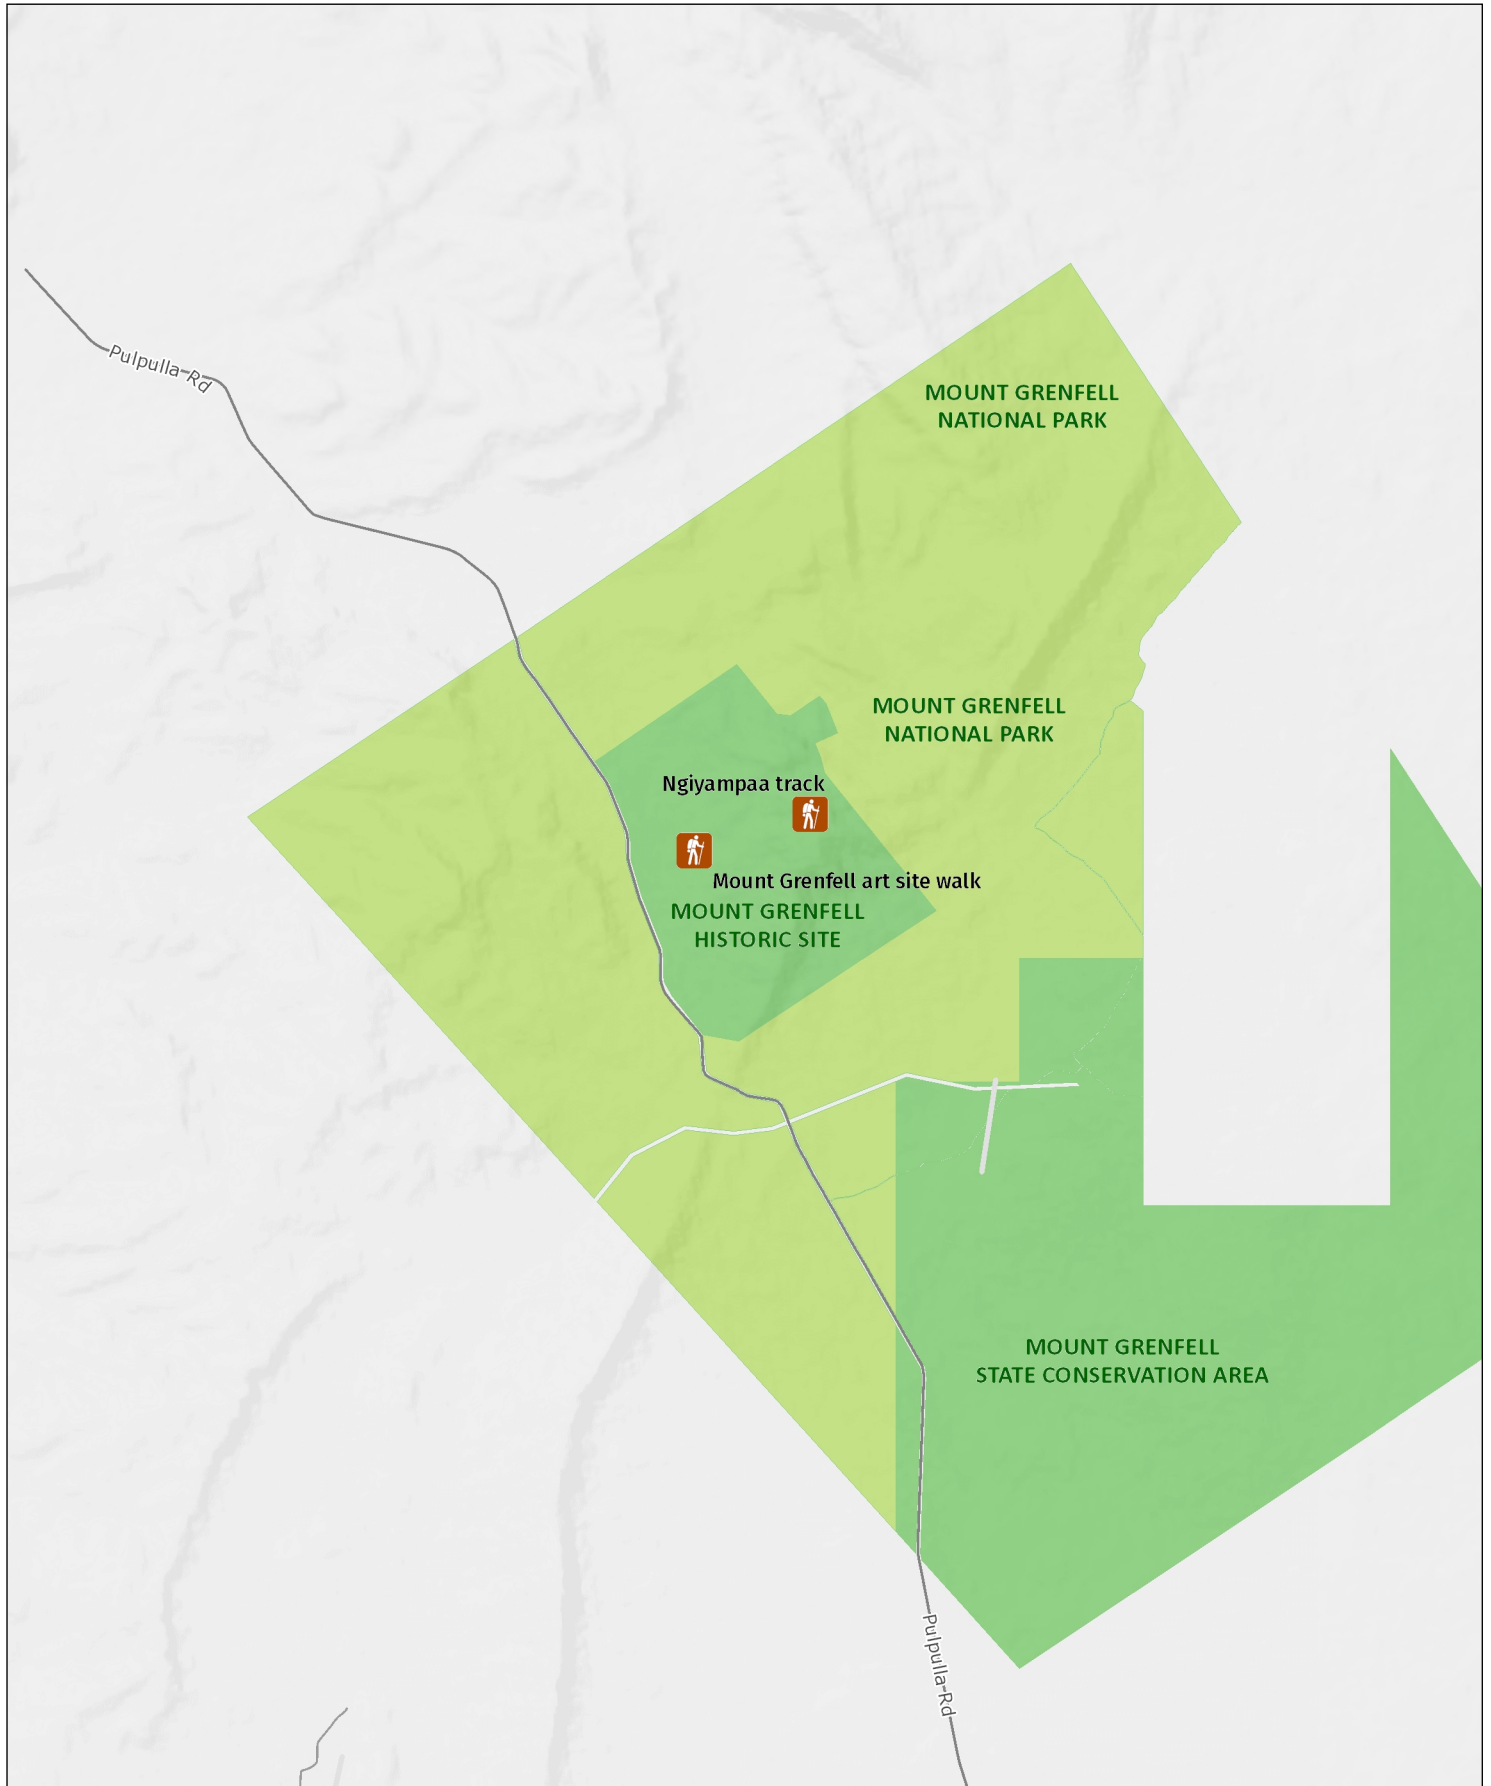 Pulpulla Rd
MOUNT GRENFELL
NATIONAL PARK
MOUNT GRENFELL
NATIONAL PARK
Ngiyampaa track
Mount Grenfell art site walk
MOUNT GRENFELL
HISTORIC SITE
MOUNT GRENFELL
STATE CONSERVATION AREA
Pulpulla Rd